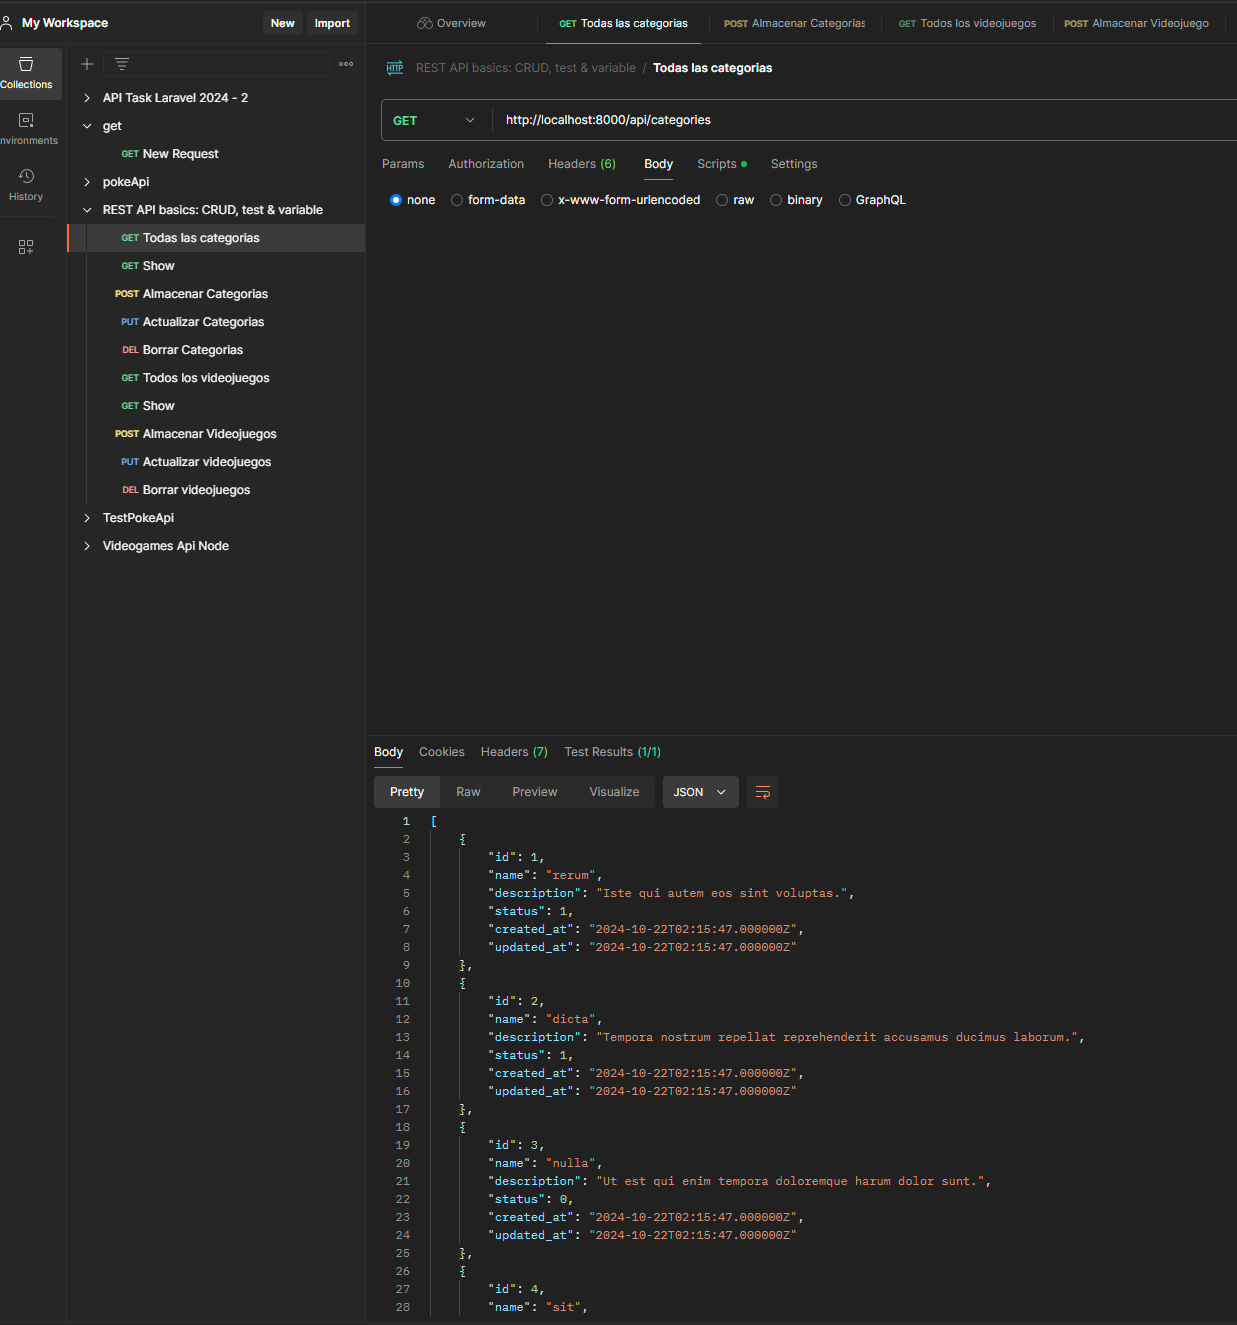 My Workspace
New
Import
Overview
GET Todas las categorias
POST Almacenar Categorias
GET Todos los videojuegos
POST Almacenar Videojuego
Collections
nvironments
History
API Task Laravel 2024 - 2
get
GET New Request
pokeApi
REST API basics: CRUD, test & variable
GET Todas las categorias
GET Show
POST Almacenar Categorias
PUT Actualizar Categorias
DEL Borrar Categorias
GET Todos los videojuegos
GET Show
POST Almacenar Videojuegos
PUT Actualizar videojuegos
DEL Borrar videojuegos
TestPokeApi
Videogames Api Node
HTTP REST API basics: CRUD, test & variable / Todas las categorias
GET http://localhost:8000/api/categories
Params Authorization Headers (6) Body Scripts Settings
none form-data x-www-form-urlencoded raw binary GraphQL
Body Cookies Headers (7) Test Results (1/1)
Pretty Raw Preview Visualize JSON
1 [
2 {
3 "id": 1,
4 "name": "rerum",
5 "description": "Iste qui autem eos sint voluptas.",
6 "status": 1,
7 "created_at": "2024-10-22T02:15:47.000000Z",
8 "updated_at": "2024-10-22T02:15:47.000000Z"
9 },
10 {
11 "id": 2,
12 "name": "dicta",
13 "description": "Tempora nostrum repellat reprehenderit accusamus ducimus laborum.",
14 "status": 1,
15 "created_at": "2024-10-22T02:15:47.000000Z",
16 "updated_at": "2024-10-22T02:15:47.000000Z"
17 },
18 {
19 "id": 3,
20 "name": "nulla",
21 "description": "Ut est qui enim tempora doloremque harum dolor sunt.",
22 "status": 0,
23 "created_at": "2024-10-22T02:15:47.000000Z",
24 "updated_at": "2024-10-22T02:15:47.000000Z"
25 },
26 {
27 "id": 4,
28 "name": "sit",